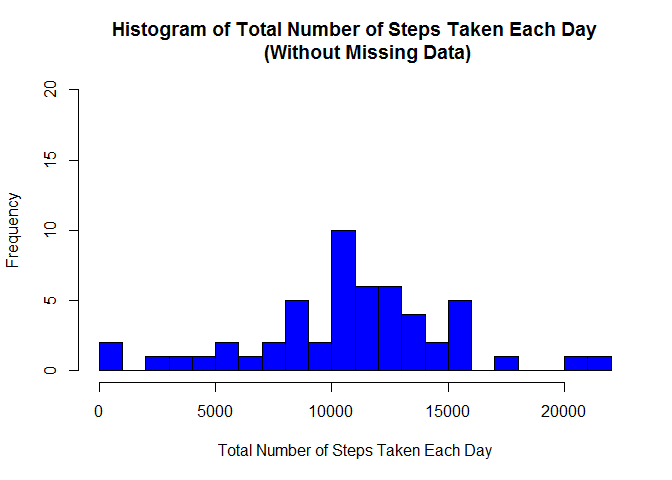 Histogram of Total Number of Steps Taken Each Day
(Without Missing Data)
20
15
10
5
0
Frequency
0 5000 10000 15000 20000
Total Number of Steps Taken Each Day